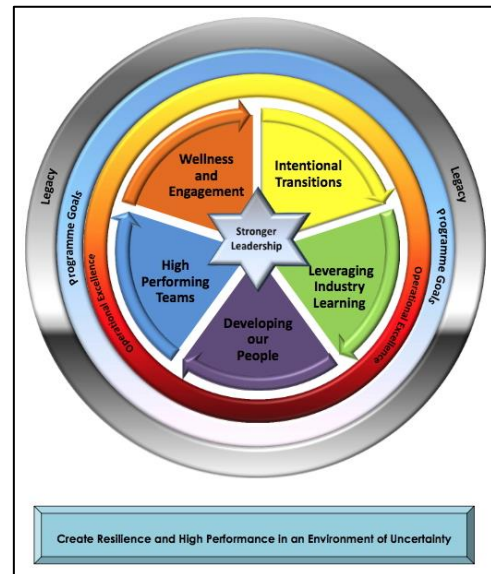 Legacy
Legacy
Programme Goals
Programme Goals
Operational Excellence
Operational Excellence
Wellness
and
Engagement
Intentional
Transitions
Stronger
Leadership
High
Performing
Teams
Leveraging
Industry
Learning
Developing
our
People
Create Resilience and High Performance in an Environment of Uncertainty